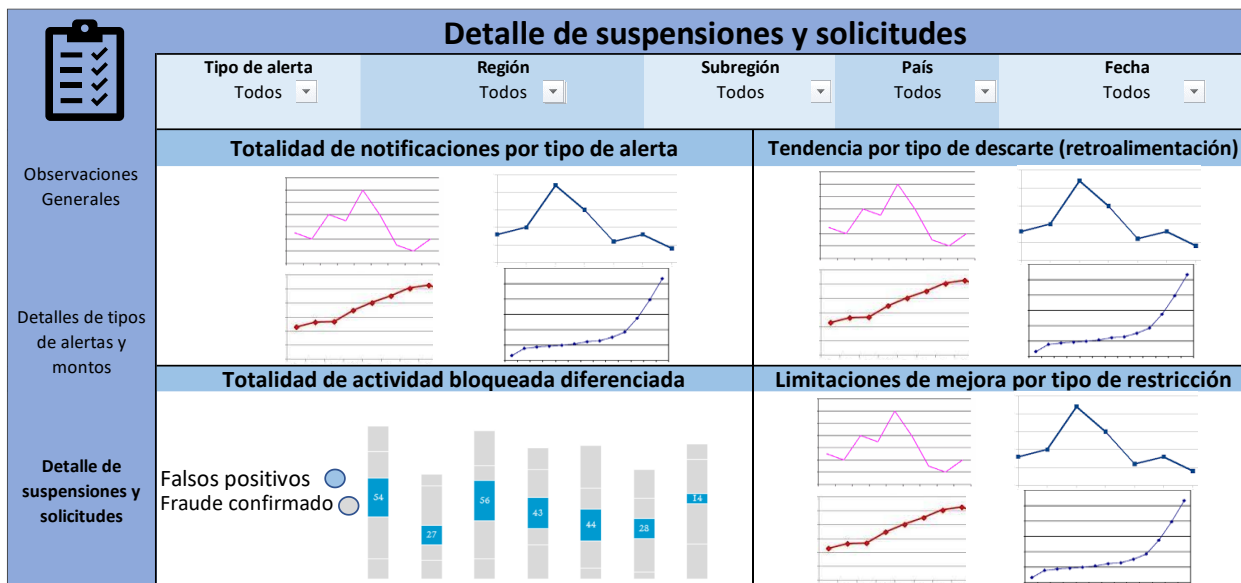 Detalle de suspensiones y solicitudes
Tipo de alerta
Todos
Región
Todos
Subregión
Todos
País
Todos
Fecha
Todos
Observaciones
Generales
Detalles de tipos
de alertas y
montos
Detalle de
suspensiones y
solicitudes
Totalidad de notificaciones por tipo de alerta
Tendencia por tipo de descarte (retroalimentación)
Totalidad de actividad bloqueada diferenciada
Falsos positivos
Fraude confirmado
54
27
56
43
44
28
14
Limitaciones de mejora por tipo de restricción